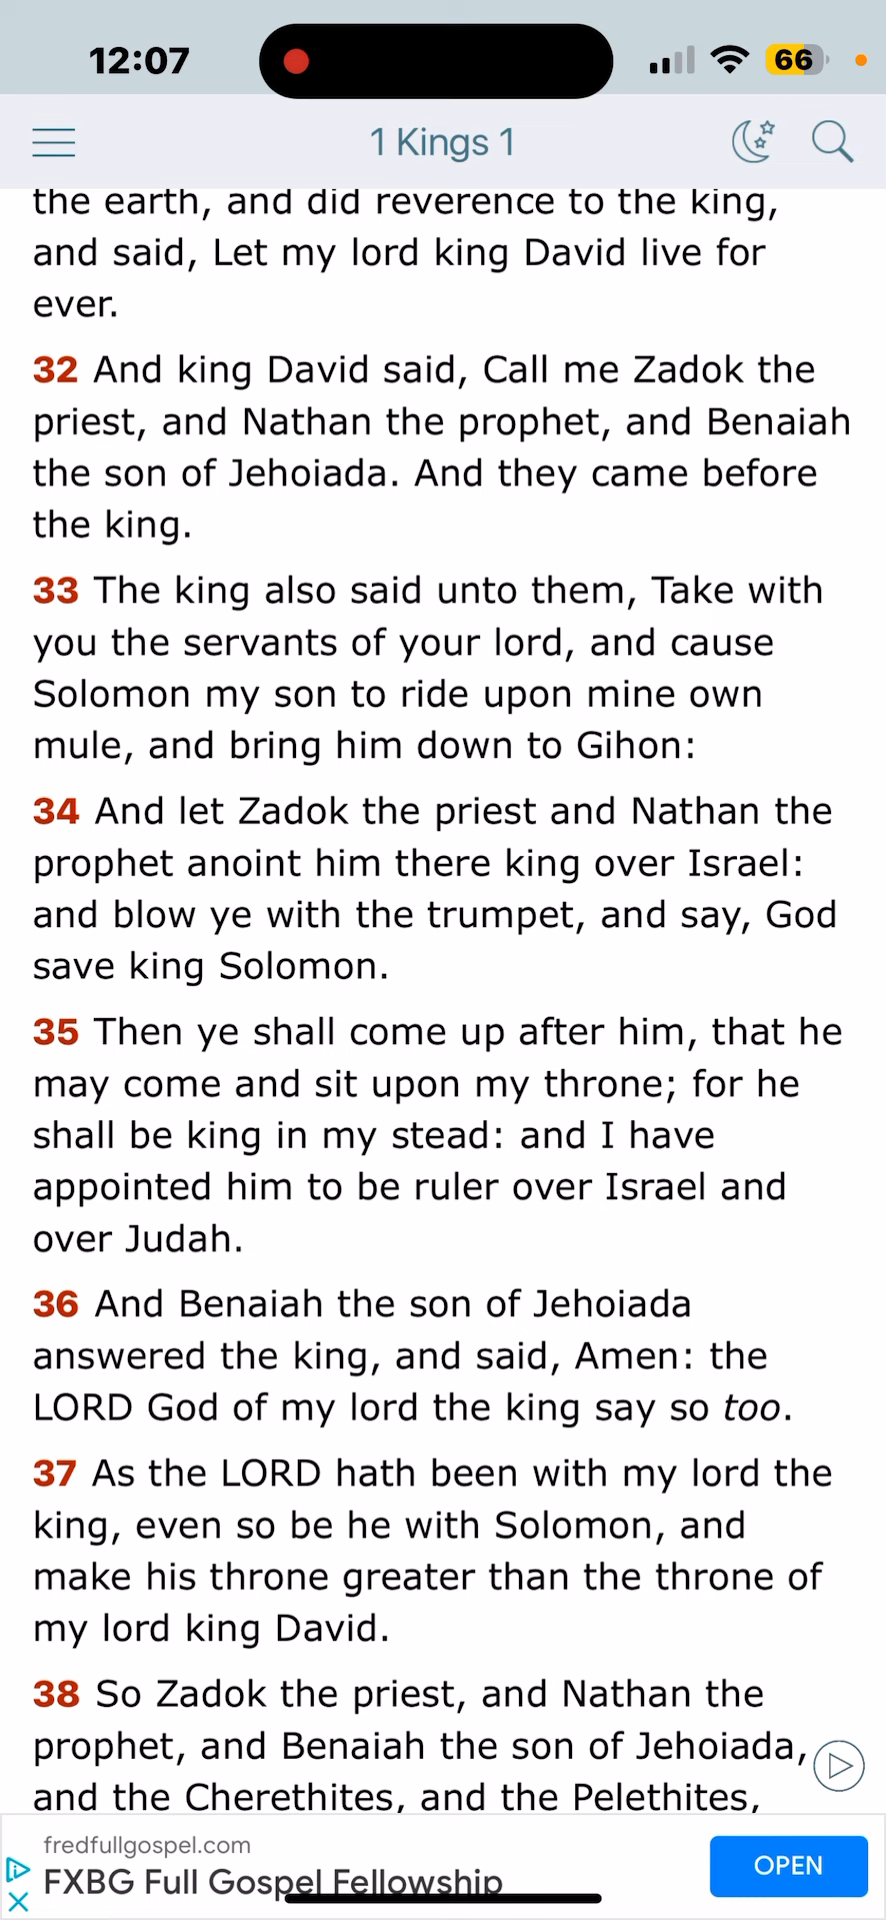 12:07
66
1 Kings 1
the earth, and did reverence to the king,
and said, Let my lord king David live for
ever.
32 And king David said, Call me Zadok the
priest, and Nathan the prophet, and Benaiah
the son of Jehoiada. And they came before
the king.
33 The king also said unto them, Take with
you the servants of your lord, and cause
Solomon my son to ride upon mine own
mule, and bring him down to Gihon:
34 And let Zadok the priest and Nathan the
prophet anoint him there king over Israel:
and blow ye with the trumpet, and say, God
save king Solomon.
35 Then ye shall come up after him, that he
may come and sit upon my throne; for he
shall be king in my stead: and I have
appointed him to be ruler over Israel and
over Judah.
36 And Benaiah the son of Jehoiada
answered the king, and said, Amen: the
LORD God of my lord the king say so too.
37 As the LORD hath been with my lord the
king, even so be he with Solomon, and
make his throne greater than the throne of
my lord king David.
38 So Zadok the priest, and Nathan the
prophet, and Benaiah the son of Jehoiada,
and the Cherethites, and the Pelethites,
fredfullgospel.com
FXBG Full Gospel Fellowship
OPEN